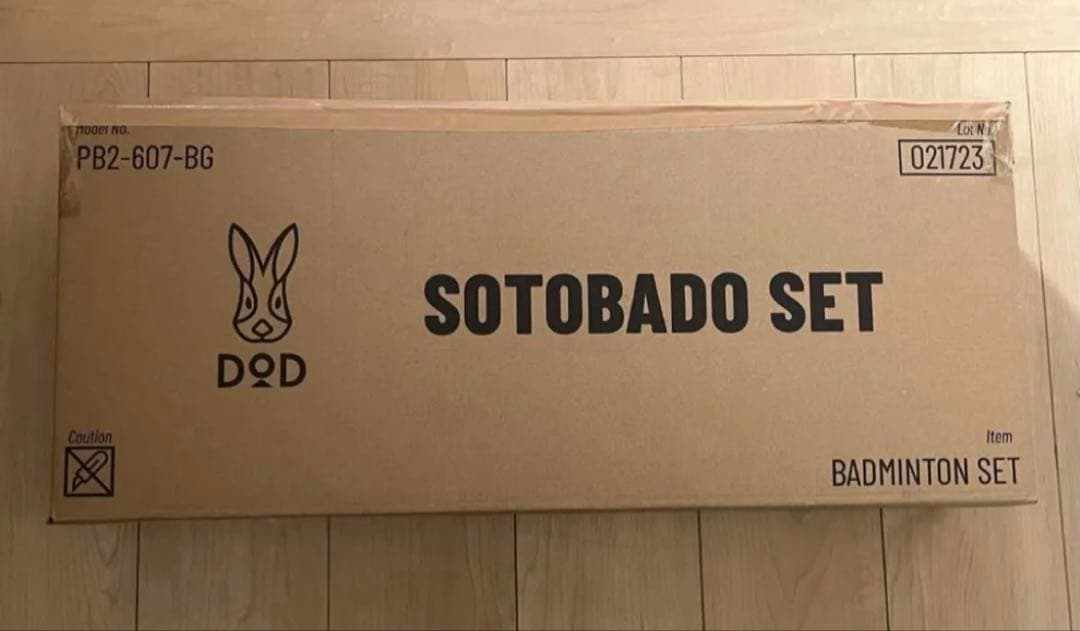 Model No.
PB2-607-BG
Lot No.
021723
SOTOBADO SET
DOD
Caution
Item
BADMINTON SET